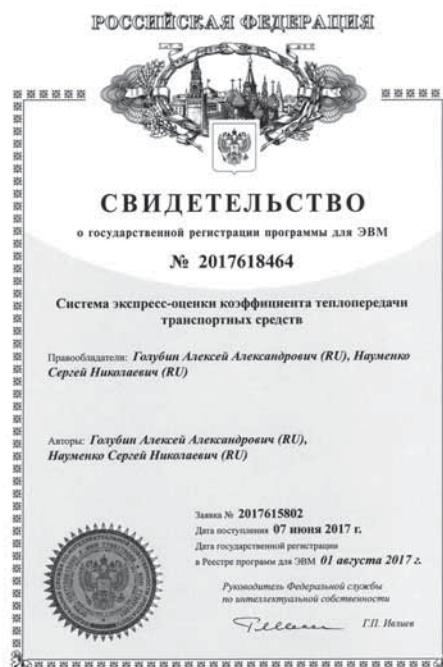 РОССИЙСКАЯ ФЕДЕРАЦИЯ
СВИДЕТЕЛЬСТВО
о государственной регистрации программы для ЭВМ
№ 2017618464
Система экспресс-оценки коэффициента теплопередачи
транспортных средств
Правообладатели: Голубин Алексей Александрович (RU), Науменко
Сергей Николаевич (RU)
Авторы: Голубин Алексей Александрович (RU),
Науменко Сергей Николаевич (RU)
Заявка № 2017615802
Дата поступления 07 июня 2017 г.
Дата государственной регистрации
в Реестре программ для ЭВМ 01 августа 2017 г.
Руководитель Федеральной службы
по интеллектуальной собственности
Г.П. Ивлиев